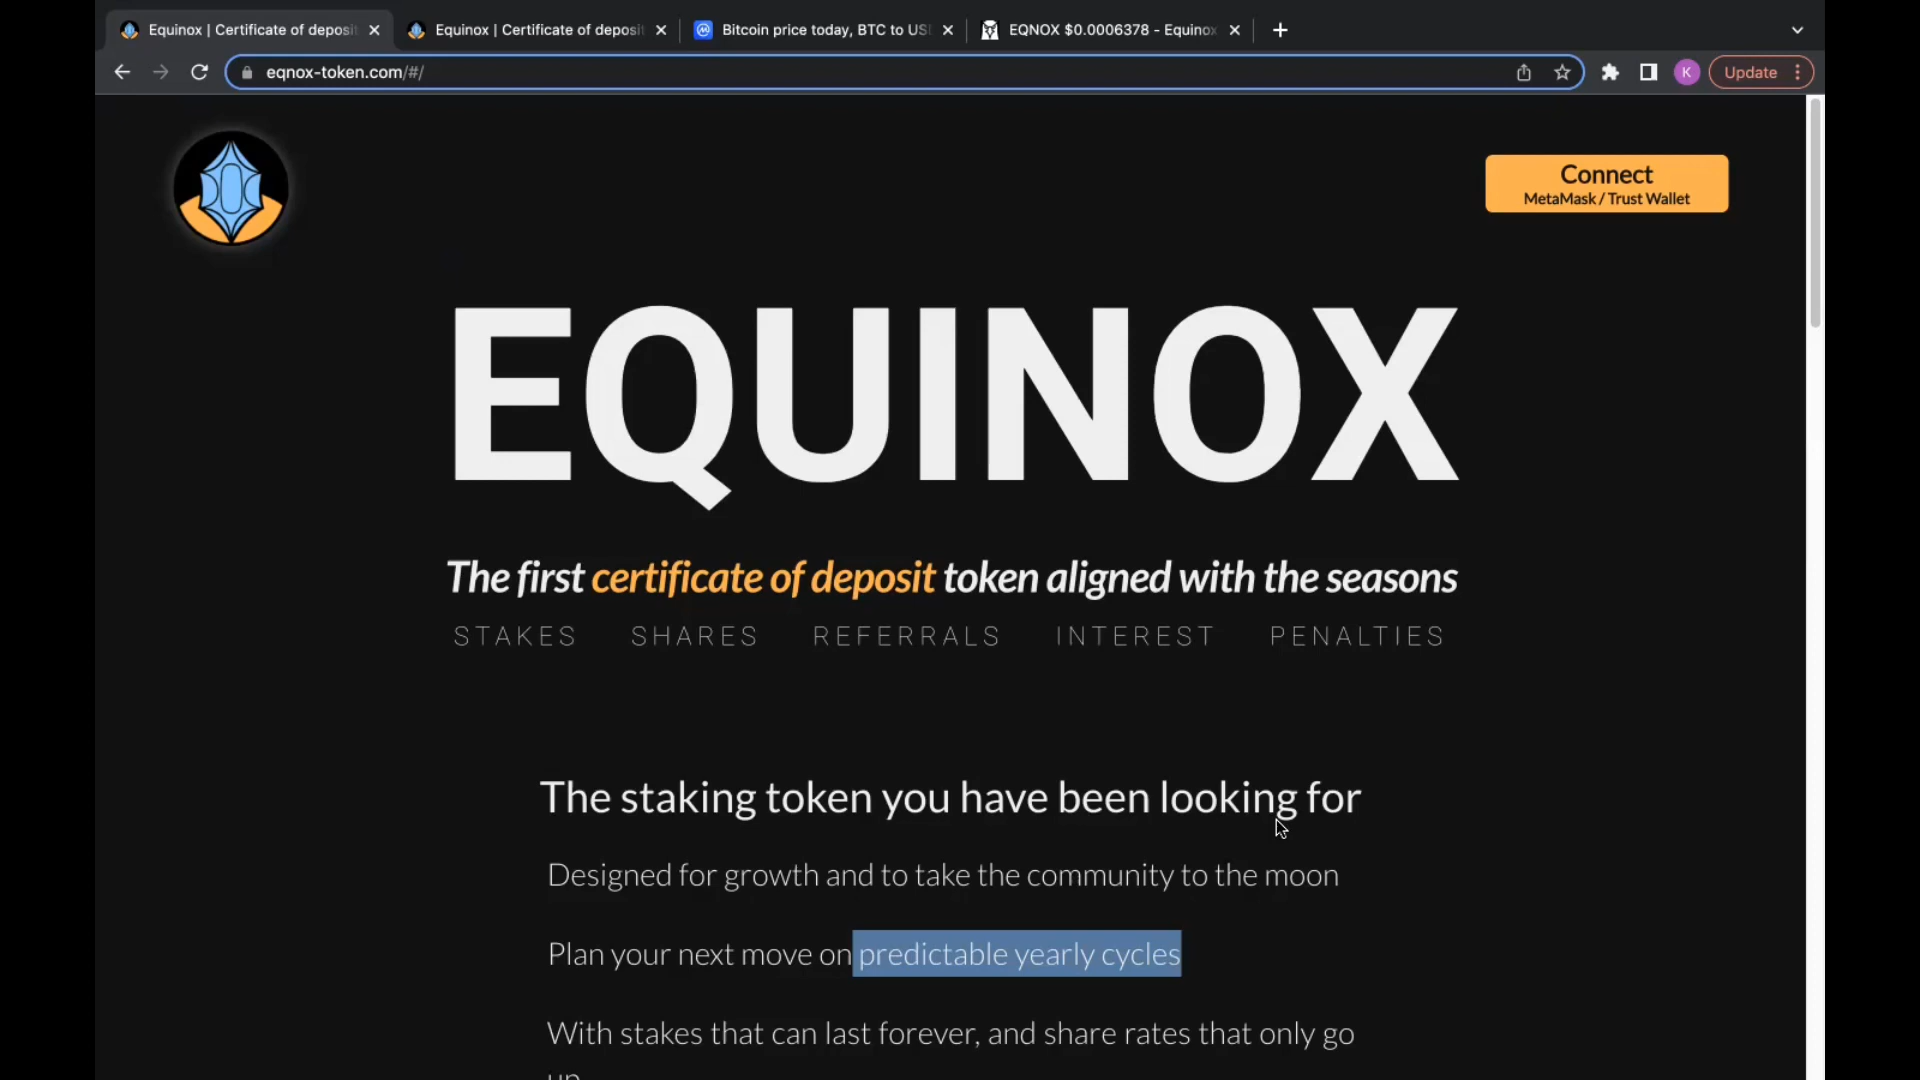 Equinox | Certificate of deposit
Equinox | Certificate of deposit
Bitcoin price today, BTC to US
EQNOX $0.0006378 - Equinox
eqnox-token.com/#/
K
Update
Connect
MetaMask / Trust Wallet
EQUINOX
The first certificate of deposit token aligned with the seasons
STAKES SHARES REFERRALS INTEREST PENALTIES
The staking token you have been looking for
Designed for growth and to take the community to the moon
Plan your next move on predictable yearly cycles
With stakes that can last forever, and share rates that only go
up